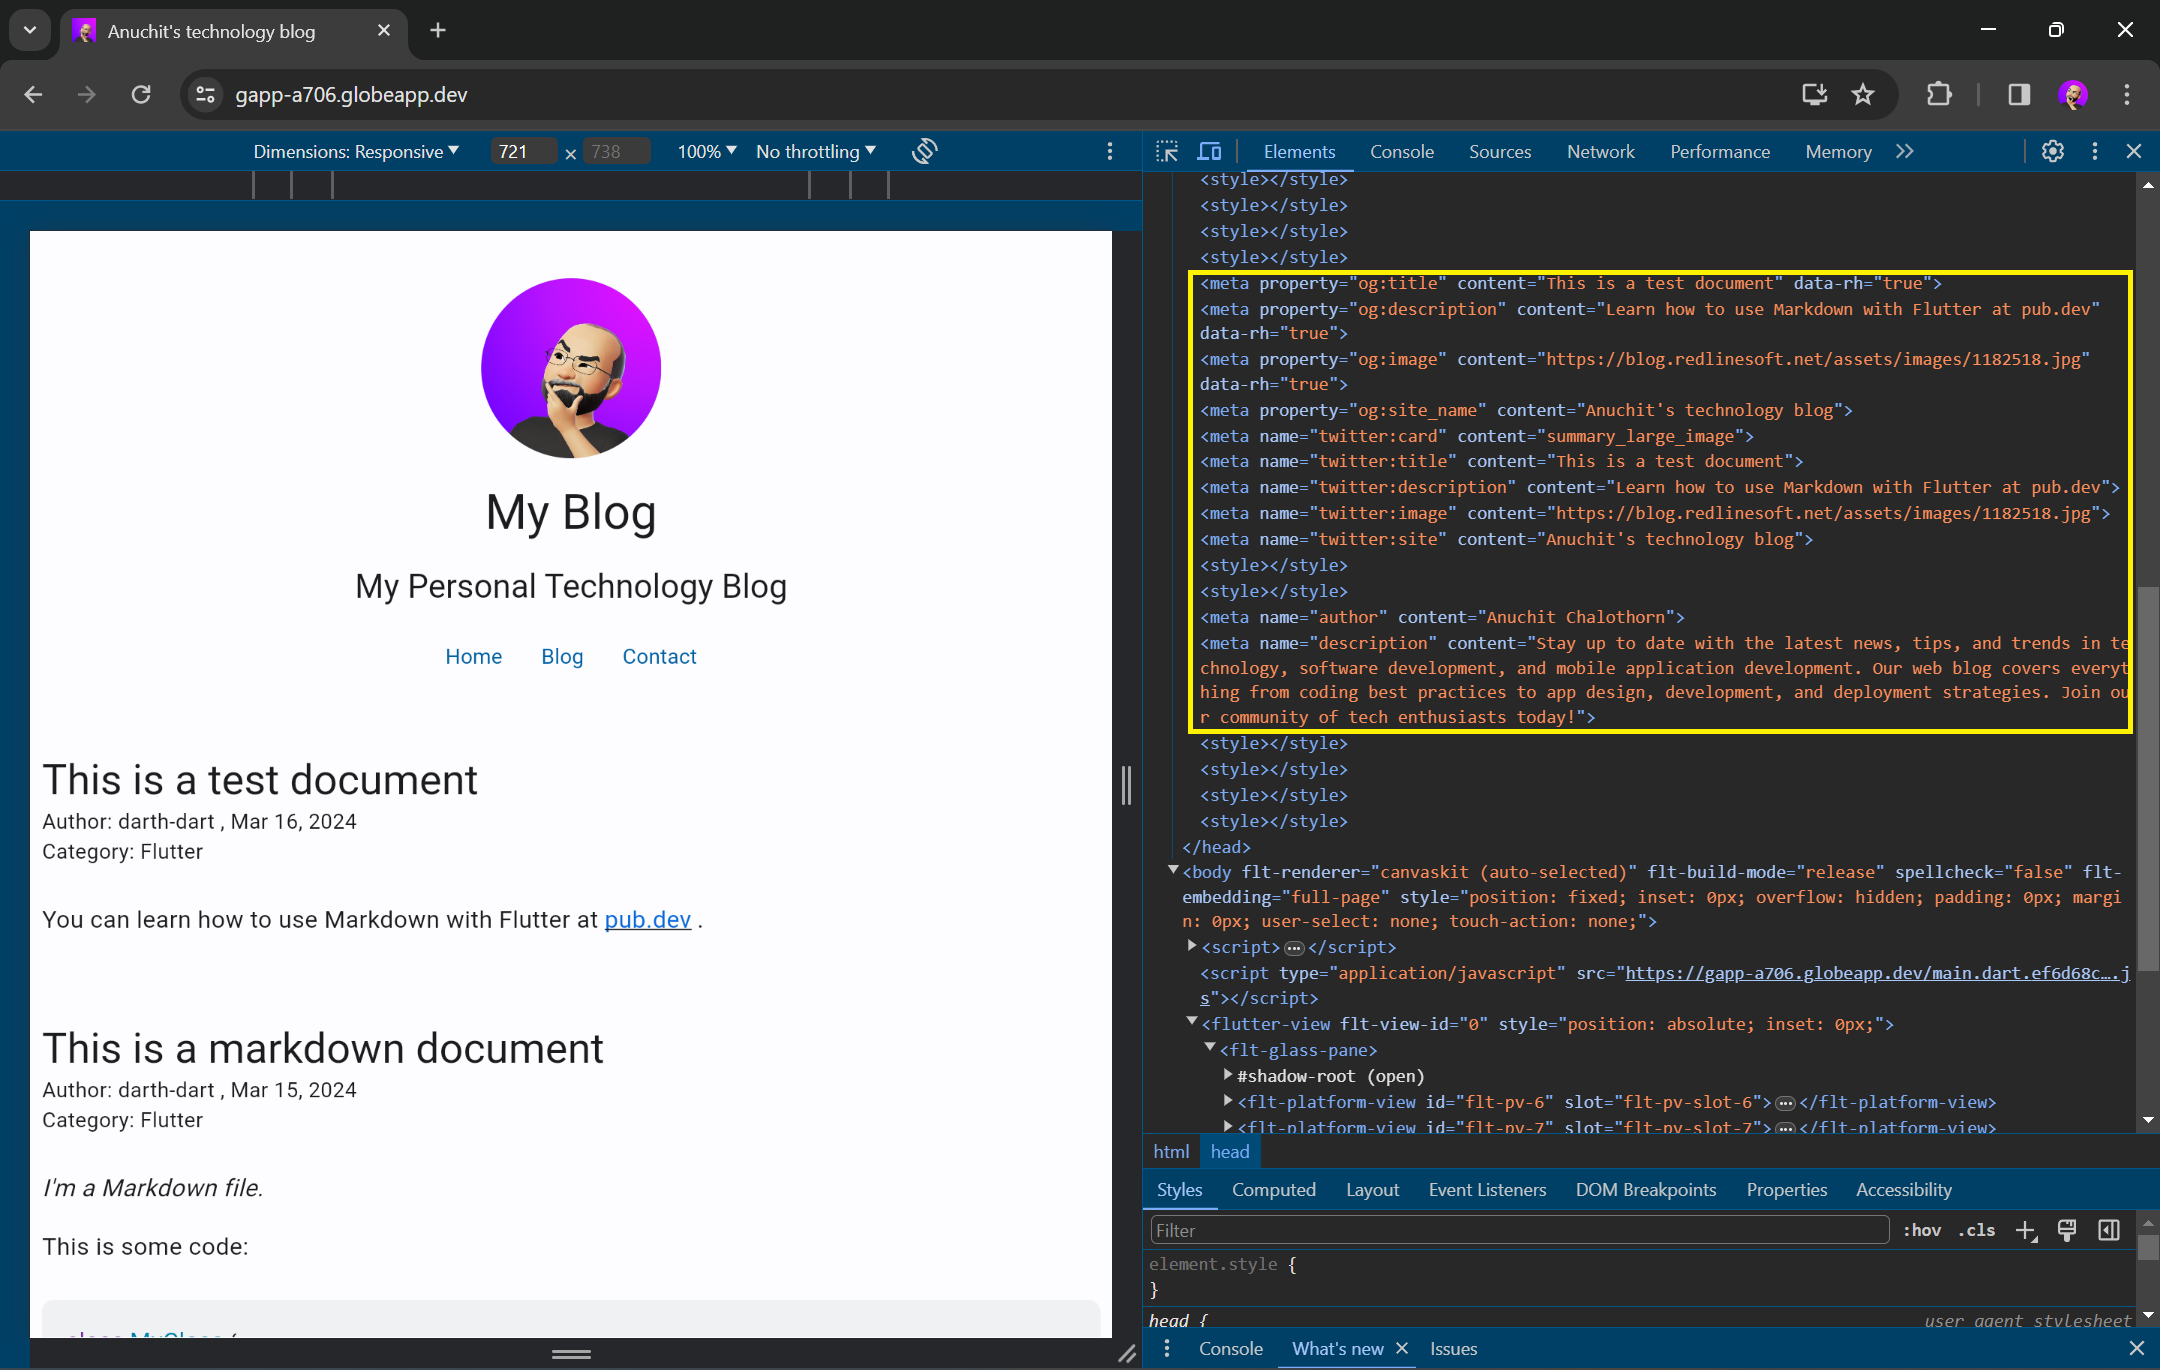 Anuchit's technology blog
gapp-a706.globeapp.dev
Dimensions: Responsive 721 × 738 100% No throttling
Elements Console Sources Network Performance Memory
My Blog
My Personal Technology Blog
Home Blog Contact
This is a test document
Author: darth-dart , Mar 16, 2024
Category: Flutter
You can learn how to use Markdown with Flutter at pub.dev .
This is a markdown document
Author: darth-dart , Mar 15, 2024
Category: Flutter
I'm a Markdown file.
This is some code:
class MyClass {
<style></style>
<style></style>
<style></style>
<style></style>
<meta property="og:title" content="This is a test document" data-rh="true">
<meta property="og:description" content="Learn how to use Markdown with Flutter at pub.dev"
data-rh="true">
<meta property="og:image" content="https://blog.redlinesoft.net/assets/images/1182518.jpg"
data-rh="true">
<meta property="og:site_name" content="Anuchit's technology blog">
<meta name="twitter:card" content="summary_large_image">
<meta name="twitter:title" content="This is a test document">
<meta name="twitter:description" content="Learn how to use Markdown with Flutter at pub.dev">
<meta name="twitter:image" content="https://blog.redlinesoft.net/assets/images/1182518.jpg">
<meta name="twitter:site" content="Anuchit's technology blog">
<style></style>
<style></style>
<meta name="author" content="Anuchit Chalothorn">
<meta name="description" content="Stay up to date with the latest news, tips, and trends in te
chnology, software development, and mobile application development. Our web blog covers everyt
hing from coding best practices to app design, development, and deployment strategies. Join ou
r community of tech enthusiasts today!">
<style></style>
<style></style>
<style></style>
<style></style>
</head>
<body flt-renderer="canvaskit (auto-selected)" flt-build-mode="release" spellcheck="false" flt-
embedding="full-page" style="position: fixed; inset: 0px; overflow: hidden; padding: 0px; margi
n: 0px; user-select: none; touch-action: none;">
<script>…</script>
<script type="application/javascript" src="https://gapp-a706.globeapp.dev/main.dart.ef6d68c….j
s"></script>
<flutter-view flt-view-id="0" style="position: absolute; inset: 0px;">
<flt-glass-pane>
#shadow-root (open)
<flt-platform-view id="flt-pv-6" slot="flt-pv-slot-6">…</flt-platform-view>
<flt-platform-view id="flt-pv-7" slot="flt-pv-slot-7">…</flt-platform-view>
html head
Styles Computed Layout Event Listeners DOM Breakpoints Properties Accessibility
Filter :hov .cls
element.style {
}
head { user agent stylesheet
Console What's new Issues